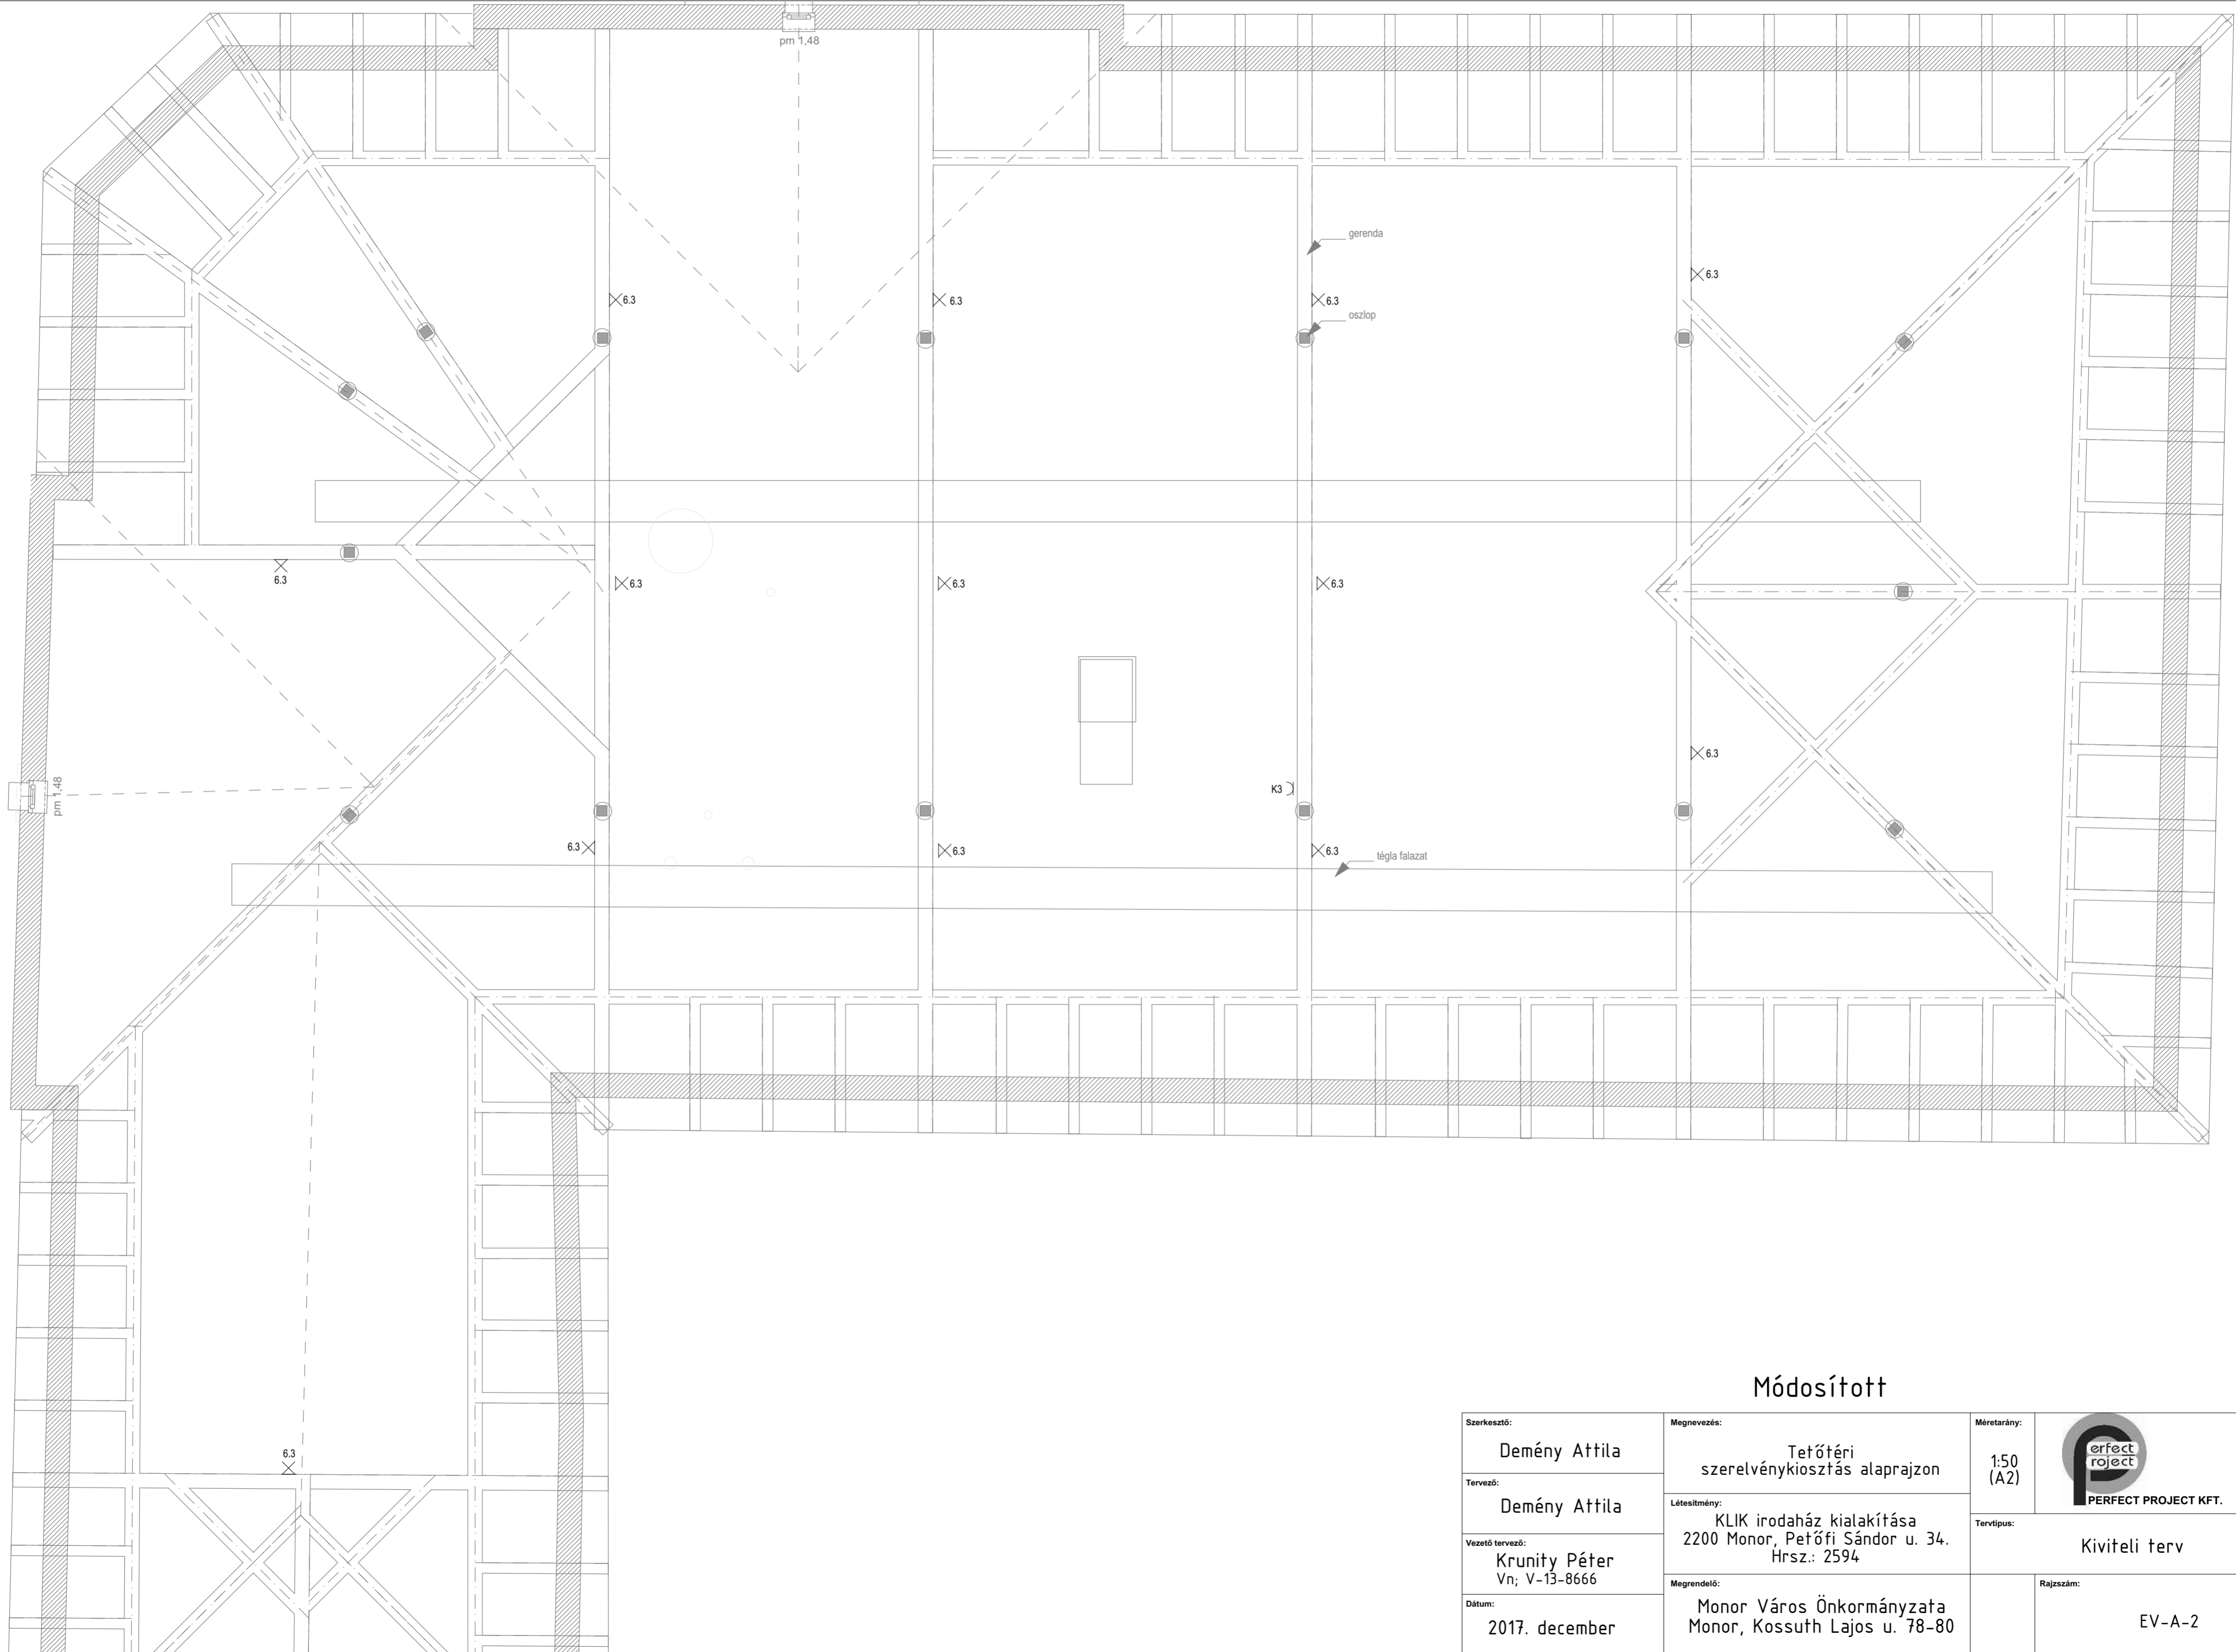 pm 1,48
gerenda
6.3
6.3
6.3
6.3
6.3
oszlop
6.3
6.3
6.3
6.3
6.3
pm 1,48
K3
6.3
6.3
6.3
tégla falazat
6.3
Módosított
Szerkesztő:
Demény Attila
Tervező:
Demény Attila
Vezető tervező:
Krunity Péter
Vn; V-13-8666
Dátum:
2017. december
Megnevezés:
Tetőtéri
szerelvénykiosztás alaprajzon
Létesítmény:
KLIK irodaház kialakítása
2200 Monor, Petőfi Sándor u. 34.
Hrsz.: 2594
Megrendelő:
Monor Város Önkormányzata
Monor, Kossuth Lajos u. 78-80
Méretarány:
1:50
(A2)
Perfect
Project
PERFECT PROJECT KFT.
Tervtípus:
Kiviteli terv
Rajzszám:
EV-A-2